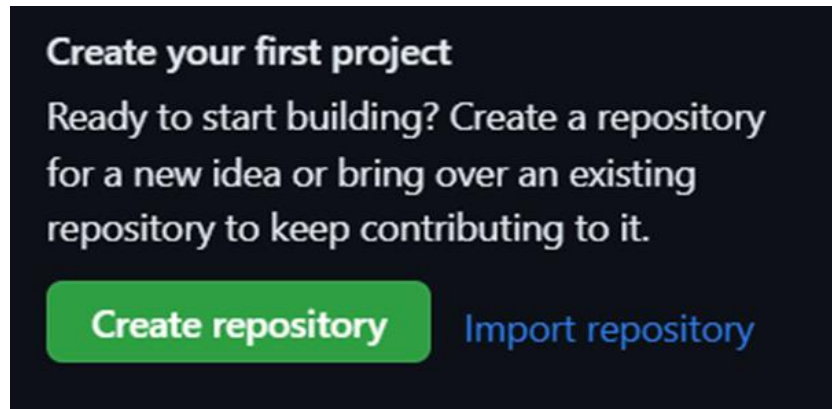 Create your first project
Ready to start building? Create a repository
for a new idea or bring over an existing
repository to keep contributing to it.
Create repository Import repository